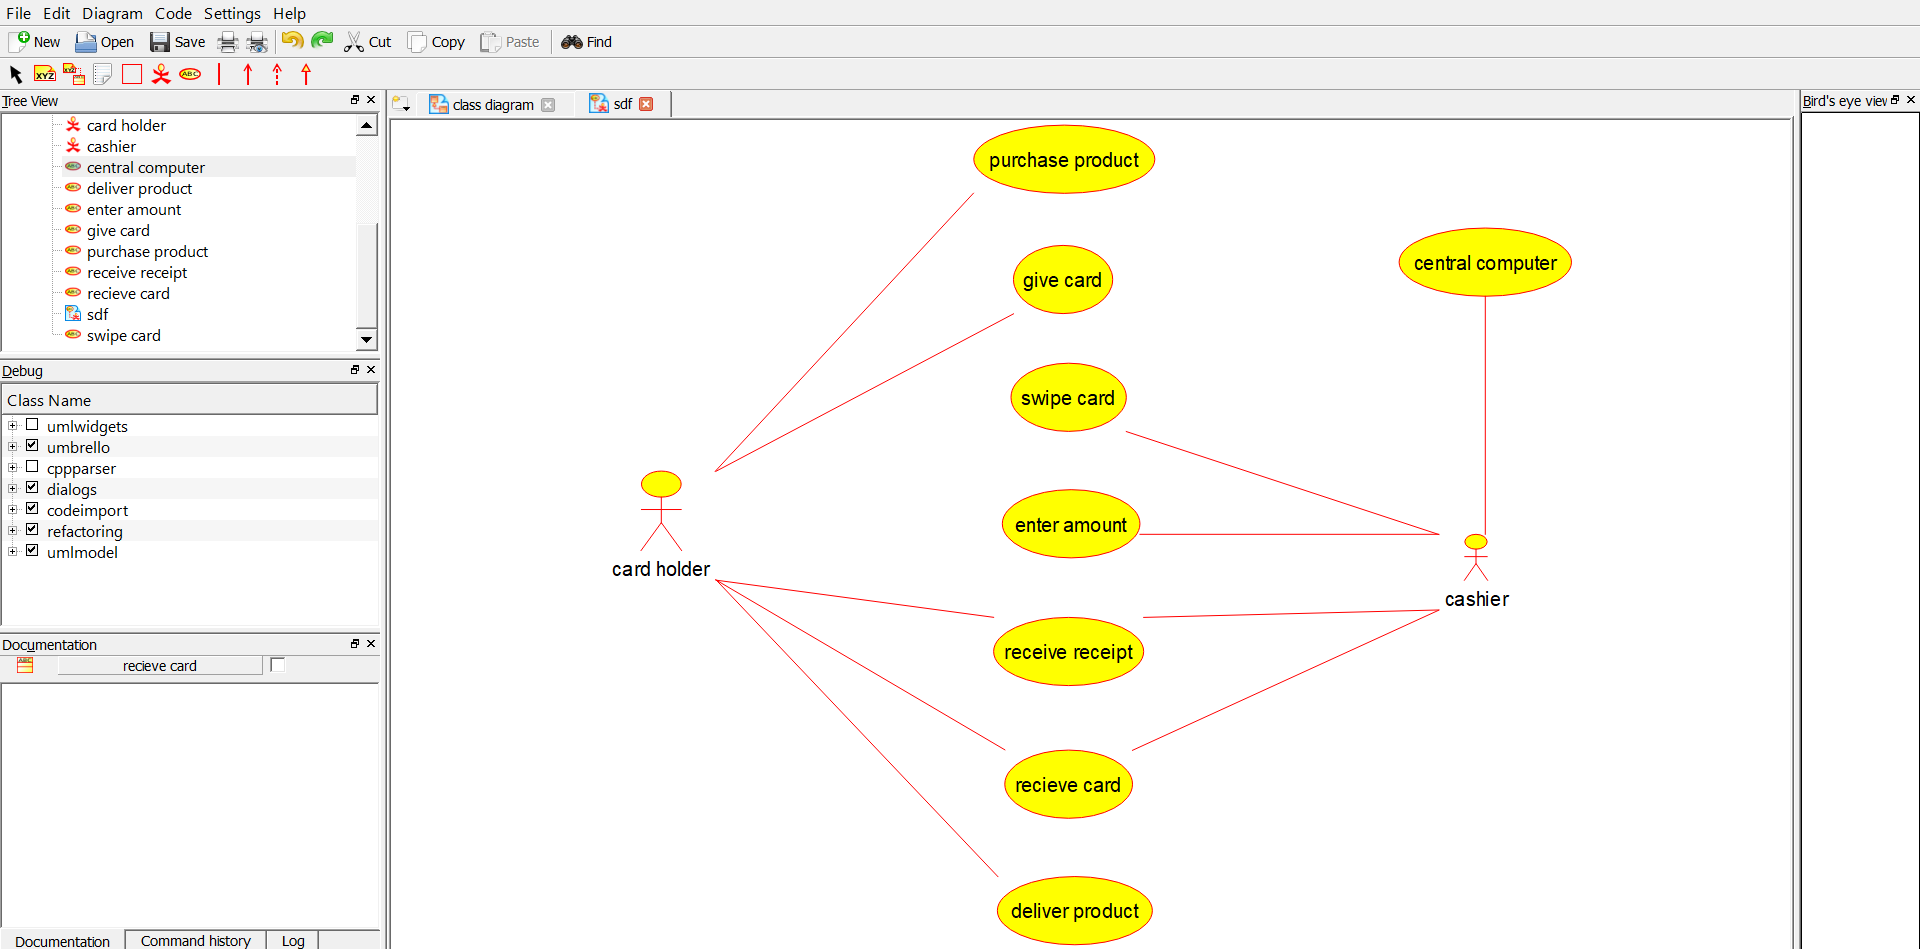 File Edit Diagram Code Settings Help
New Open Save Cut Copy Paste Find
XYZ XYZ ABC
Tree View
card holder
cashier
central computer
deliver product
enter amount
give card
purchase product
receive receipt
recieve card
sdf
swipe card
Debug
Class Name
umlwidgets
umbrello
cppparser
dialogs
codeimport
refactoring
umlmodel
Documentation
recieve card
Documentation Command history Log
class diagram sdf
purchase product
give card
central computer
swipe card
enter amount
card holder
cashier
receive receipt
recieve card
deliver product
Bird's eye view